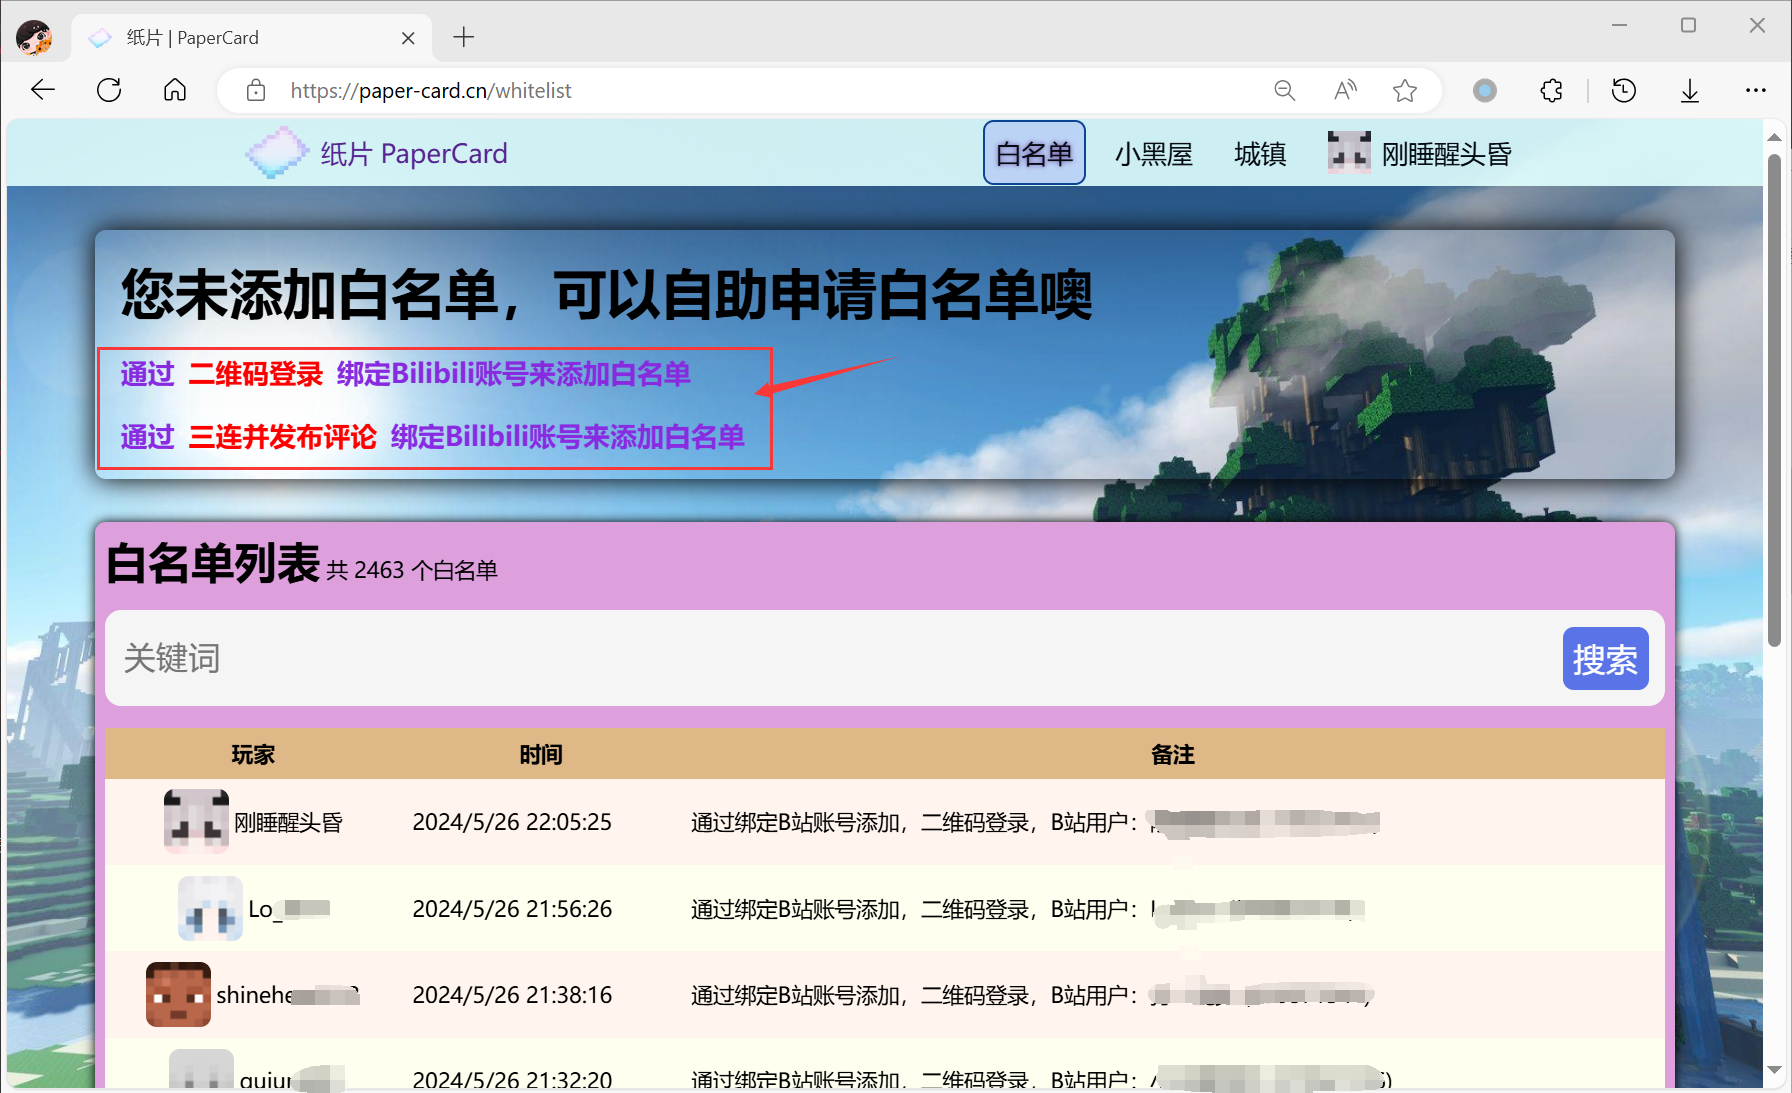 纸片 | PaperCard
https://paper-card.cn/whitelist
纸片 PaperCard
白名单
小黑屋
城镇
刚睡醒头昏
您未添加白名单，可以自助申请白名单噢
通过 二维码登录 绑定Bilibili账号来添加白名单
通过 三连并发布评论 绑定Bilibili账号来添加白名单
白名单列表 共 2463 个白名单
关键词
搜索
玩家 时间 备注
刚睡醒头昏 2024/5/26 22:05:25 通过绑定B站账号添加，二维码登录，B站用户：
Lo_ 2024/5/26 21:56:26 通过绑定B站账号添加，二维码登录，B站用户：
shinehe 2024/5/26 21:38:16 通过绑定B站账号添加，二维码登录，B站用户：
2024/5/26 21:32:20 通过绑定B站账号添加，二维码登录，B站用户：